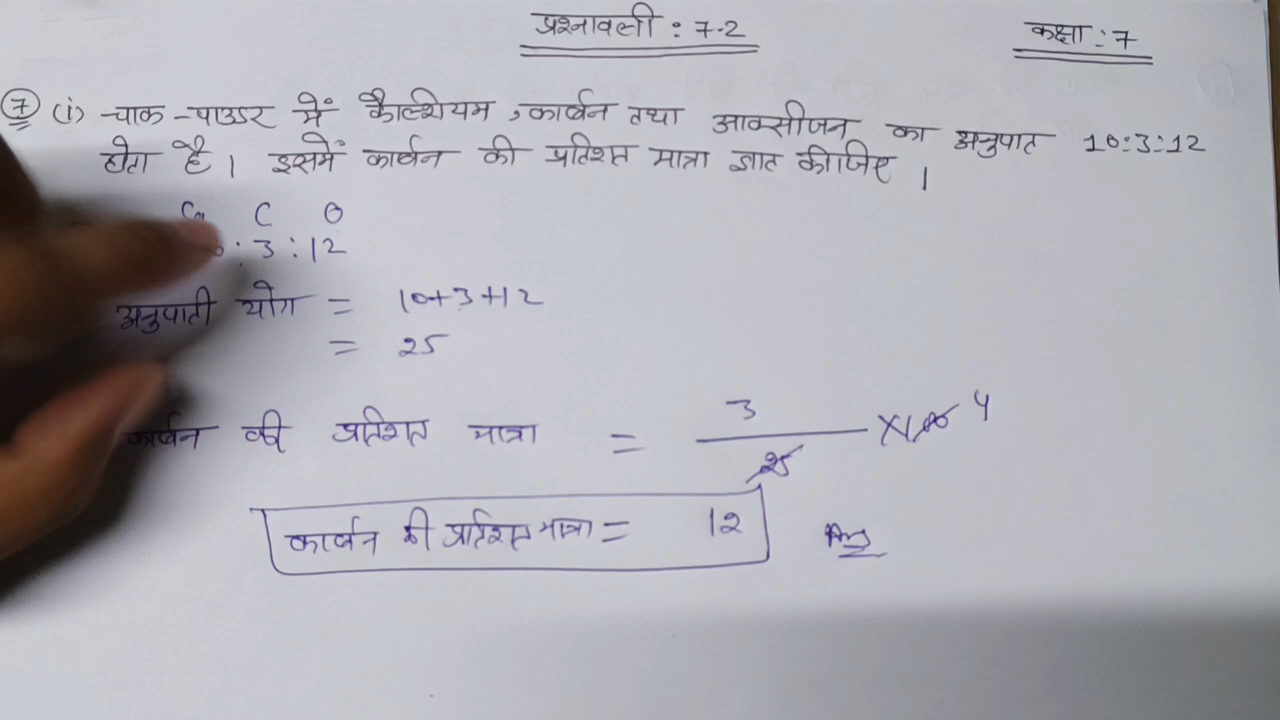 प्रश्नावली : 7.2
कक्षा : 7
7 (i) चाक -पाउडर में कैल्शियम , कार्बन तथा आक्सीजन का अनुपात 10:3:12
होता है । इसमें कार्बन की प्रतिशत मात्रा ज्ञात कीजिए ।
Ca C O
: 3 : 12
अनुपाती योग = 10+3+12
= 25
कार्बन की प्रतिशत मात्रा = 3/25 ×100 4
कार्बन की प्रतिशत मात्रा = 12 Ans